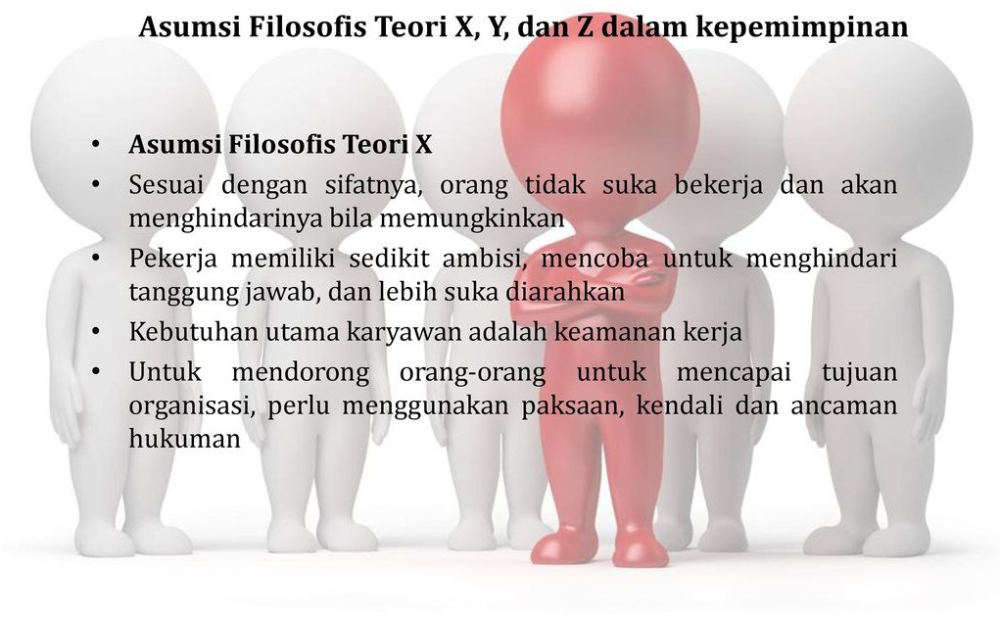 Asumsi Filosofis Teori X, Y, dan Z dalam kepemimpinan
• Asumsi Filosofis Teori X
• Sesuai dengan sifatnya, orang tidak suka bekerja dan akan
menghindarinya bila memungkinkan
• Pekerja memiliki sedikit ambisi, mencoba untuk menghindari
tanggung jawab, dan lebih suka diarahkan
• Kebutuhan utama karyawan adalah keamanan kerja
• Untuk mendorong orang-orang untuk mencapai tujuan
organisasi, perlu menggunakan paksaan, kendali dan ancaman
hukuman